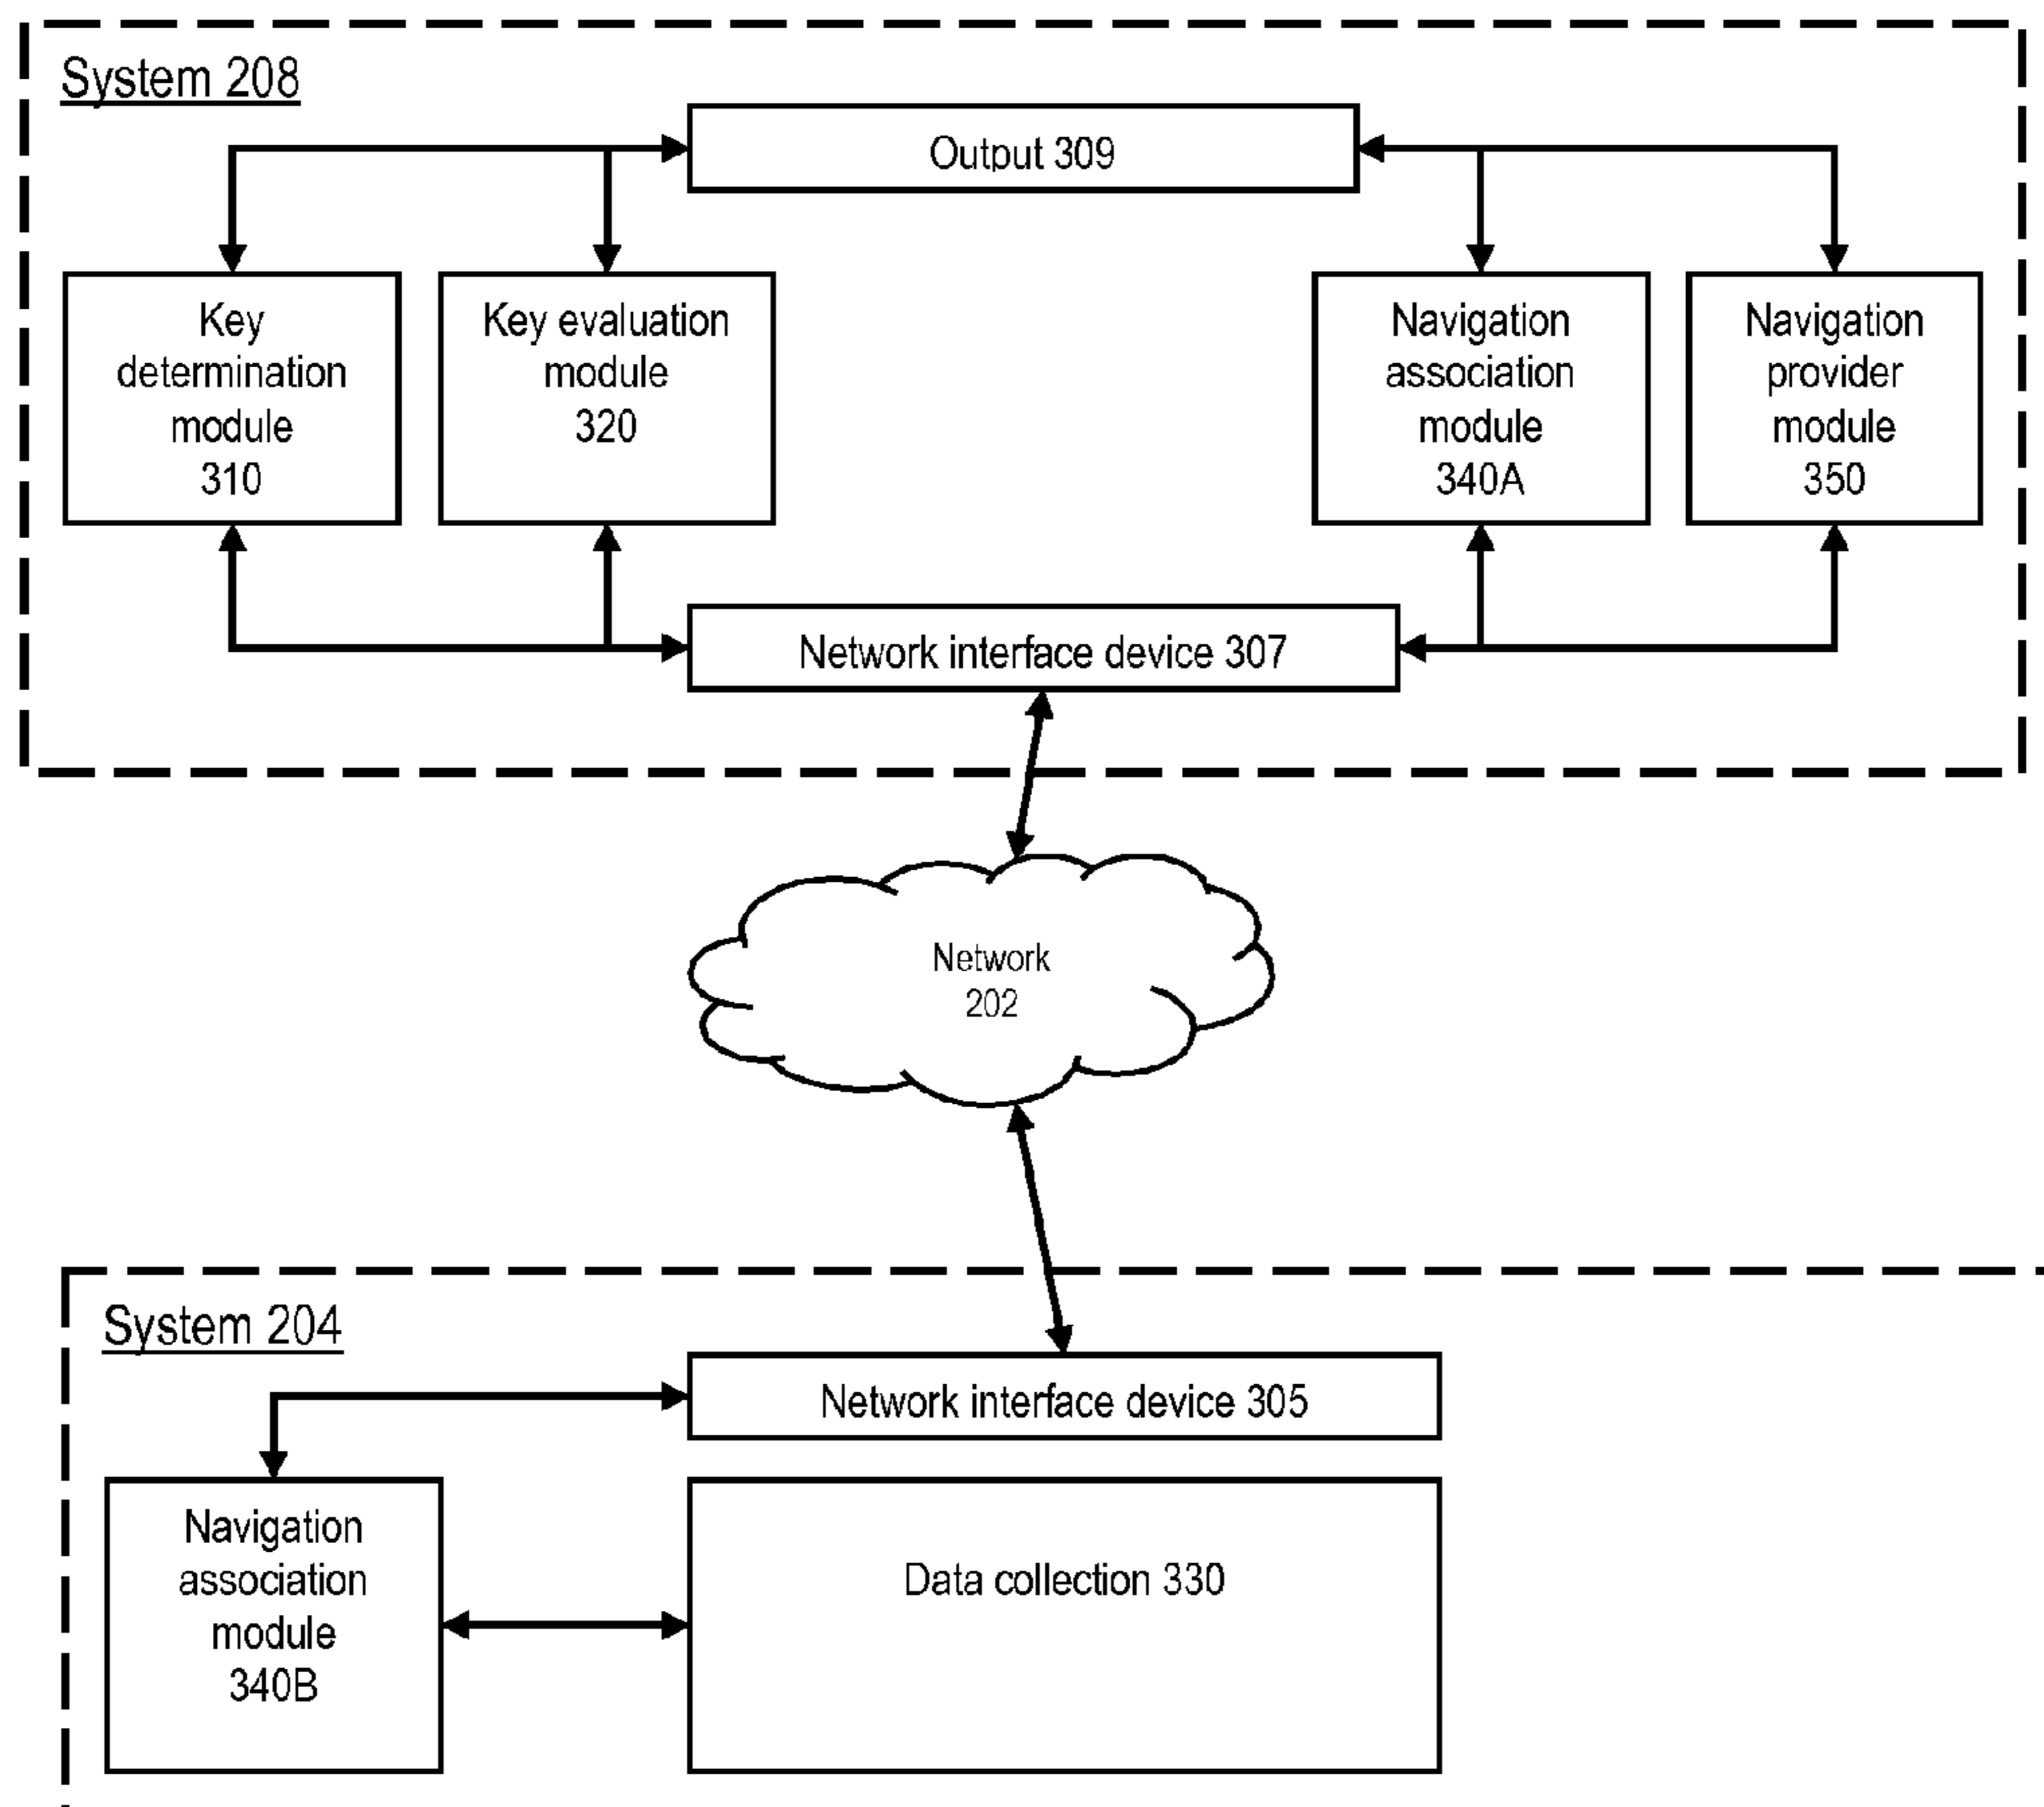 System 208
Output 309
Key
determination
module
310
Key evaluation
module
320
Navigation
association
module
340A
Navigation
provider
module
350
Network interface device 307
Network
202
System 204
Network interface device 305
Navigation
association
module
340B
Data collection 330